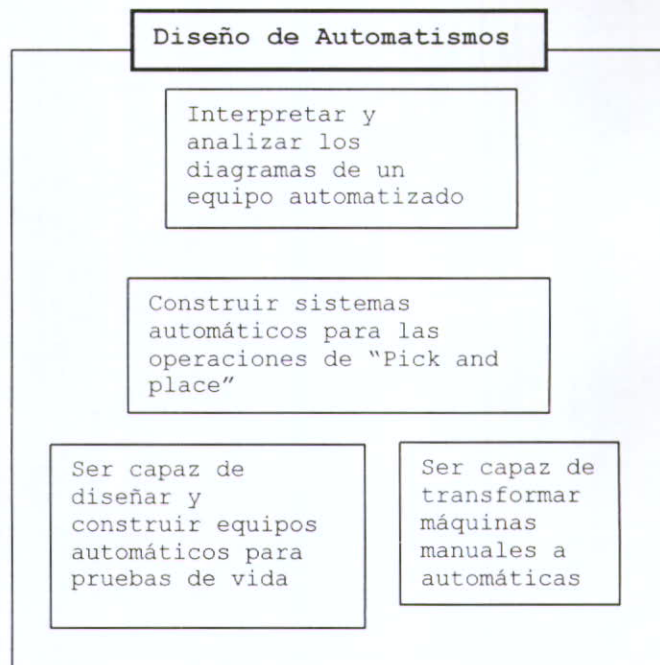 Diseño de Automatismos
Interpretar y
analizar los
diagramas de un
equipo automatizado
Construir sistemas
automáticos para las
operaciones de “Pick and
place”
Ser capaz de
diseñar y
construir equipos
automáticos para
pruebas de vida
Ser capaz de
transformar
máquinas
manuales a
automáticas